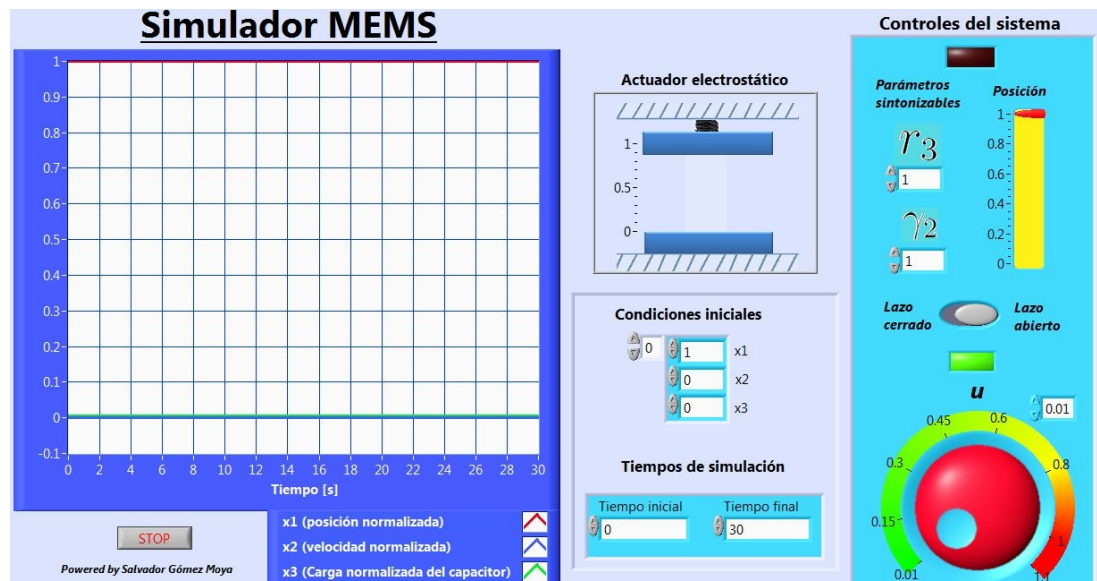 Simulador MEMS
1
0.9
0.8
0.7
0.6
0.5
0.4
0.3
0.2
0.1
0
-0.1
0 2 4 6 8 10 12 14 16 18 20 22 24 26 28 30
Tiempo [s]
STOP
Powered by Salvador Gómez Moya
x1 (posición normalizada)
x2 (velocidad normalizada)
x3 (Carga normalizada del capacitor)
Actuador electrostático
1
0.5
0
Condiciones iniciales
0
1 x1
0 x2
0 x3
Tiempos de simulación
Tiempo inicial Tiempo final
0 30
Controles del sistema
Parámetros
sintonizables
r3
1
γ2
1
Posición
1
0.8
0.6
0.4
0.2
0
Lazo
cerrado
Lazo
abierto
u
0.01
0.45 0.6
0.3 0.8
0.15 1
0.01 1.1